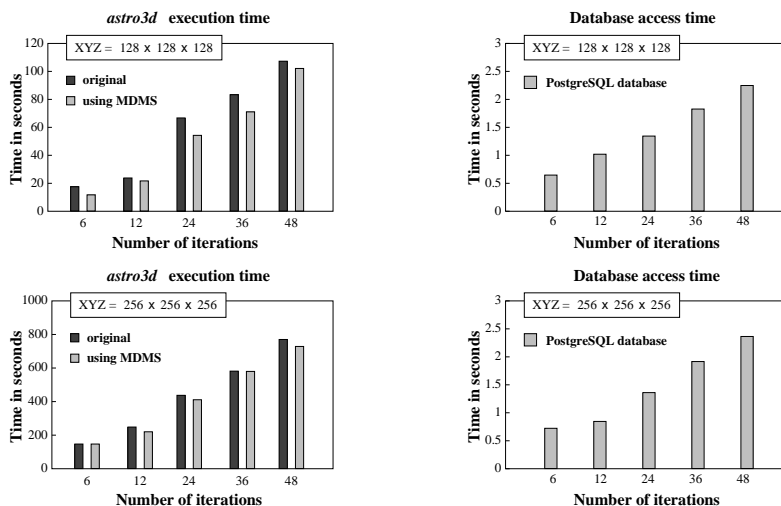 astro3d execution time
XYZ = 128 x 128 x 128
original
using MDMS
Time in seconds
120
100
80
60
40
20
0
6 12 24 36 48
Number of iterations
Database access time
XYZ = 128 x 128 x 128
PostgreSQL database
Time in seconds
3
2.5
2
1.5
1
0.5
0
6 12 24 36 48
Number of iterations
astro3d execution time
XYZ = 256 x 256 x 256
original
using MDMS
Time in seconds
1000
800
600
400
200
0
6 12 24 36 48
Number of iterations
Database access time
XYZ = 256 x 256 x 256
PostgreSQL database
Time in seconds
3
2.5
2
1.5
1
0.5
0
6 12 24 36 48
Number of iterations